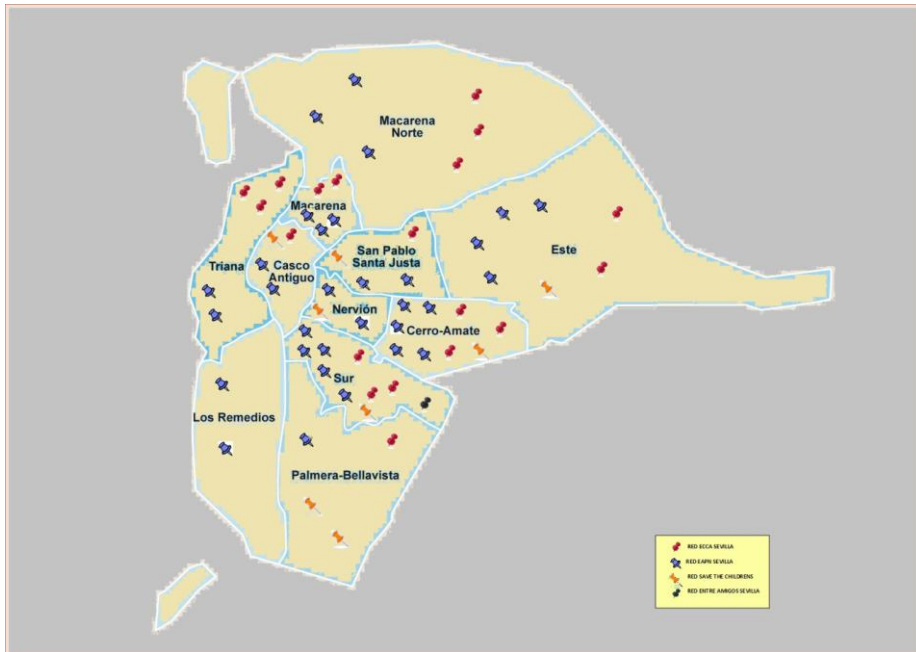 Macarena
Norte
Macarena
San Pablo
Santa Justa
Este
Triana
Casco
Antiguo
Nervión
Cerro-Amate
Sur
Los Remedios
Palmera-Bellavista
RED ECCA SEVILLA
RED EAPN SEVILLA
RED SAVE THE CHILDRENS
RED ENTRE AMIGOS SEVILLA